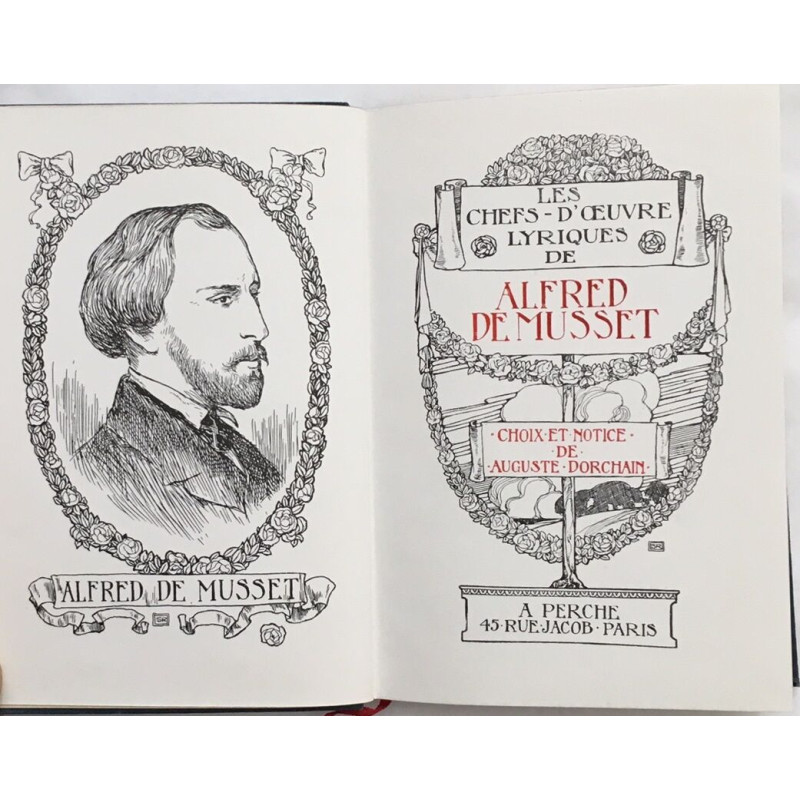 ALFRED DE MUSSET
LES
CHEFS-D'ŒUVRE
LYRIQUES
DE
ALFRED
DE MUSSET
·CHOIX·ET·NOTICE·
·DE·
·AUGUSTE·DORCHAIN·
A PERCHE
45·RUE·JACOB·PARIS